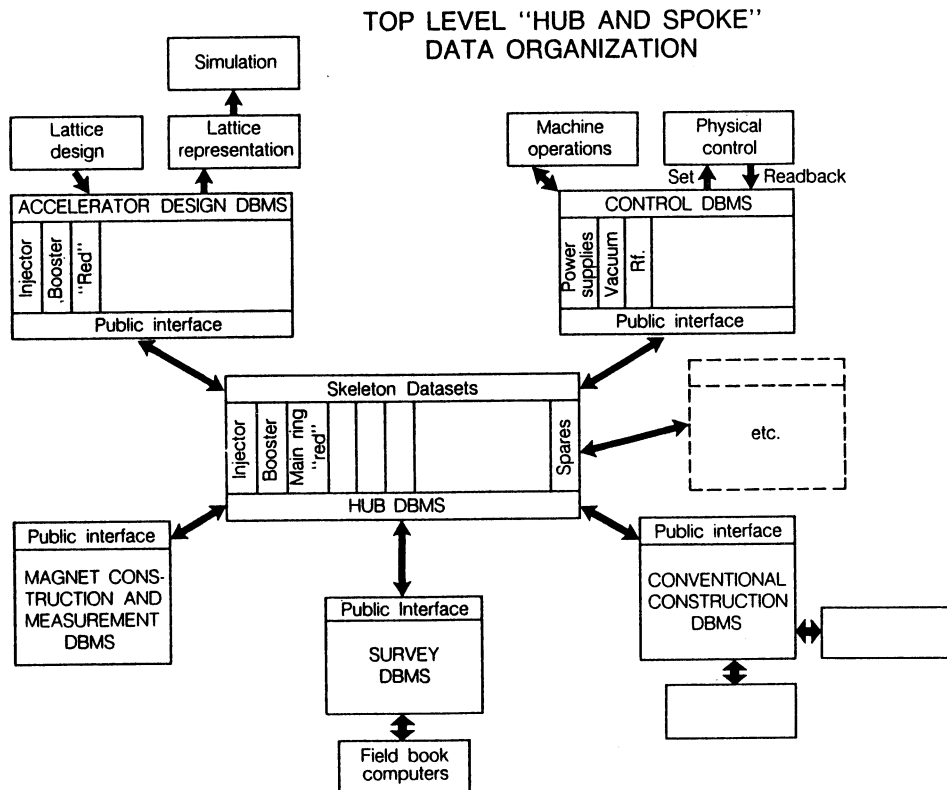 TOP LEVEL "HUB AND SPOKE"
DATA ORGANIZATION
Simulation
Lattice
design
Lattice
representation
Machine
operations
Physical
control
Set
Readback
ACCELERATOR DESIGN DBMS
Injector
,Booster
"Red"
Public interface
CONTROL DBMS
Power
supplies
Vacuum
Rf.
Public interface
Skeleton Datasets
Injector
Booster
Main ring
"red"
Spares
HUB DBMS
etc.
Public interface
MAGNET CONS-
TRUCTION AND
MEASUREMENT
DBMS
Public Interface
SURVEY
DBMS
Field book
computers
Public interface
CONVENTIONAL
CONSTRUCTION
DBMS